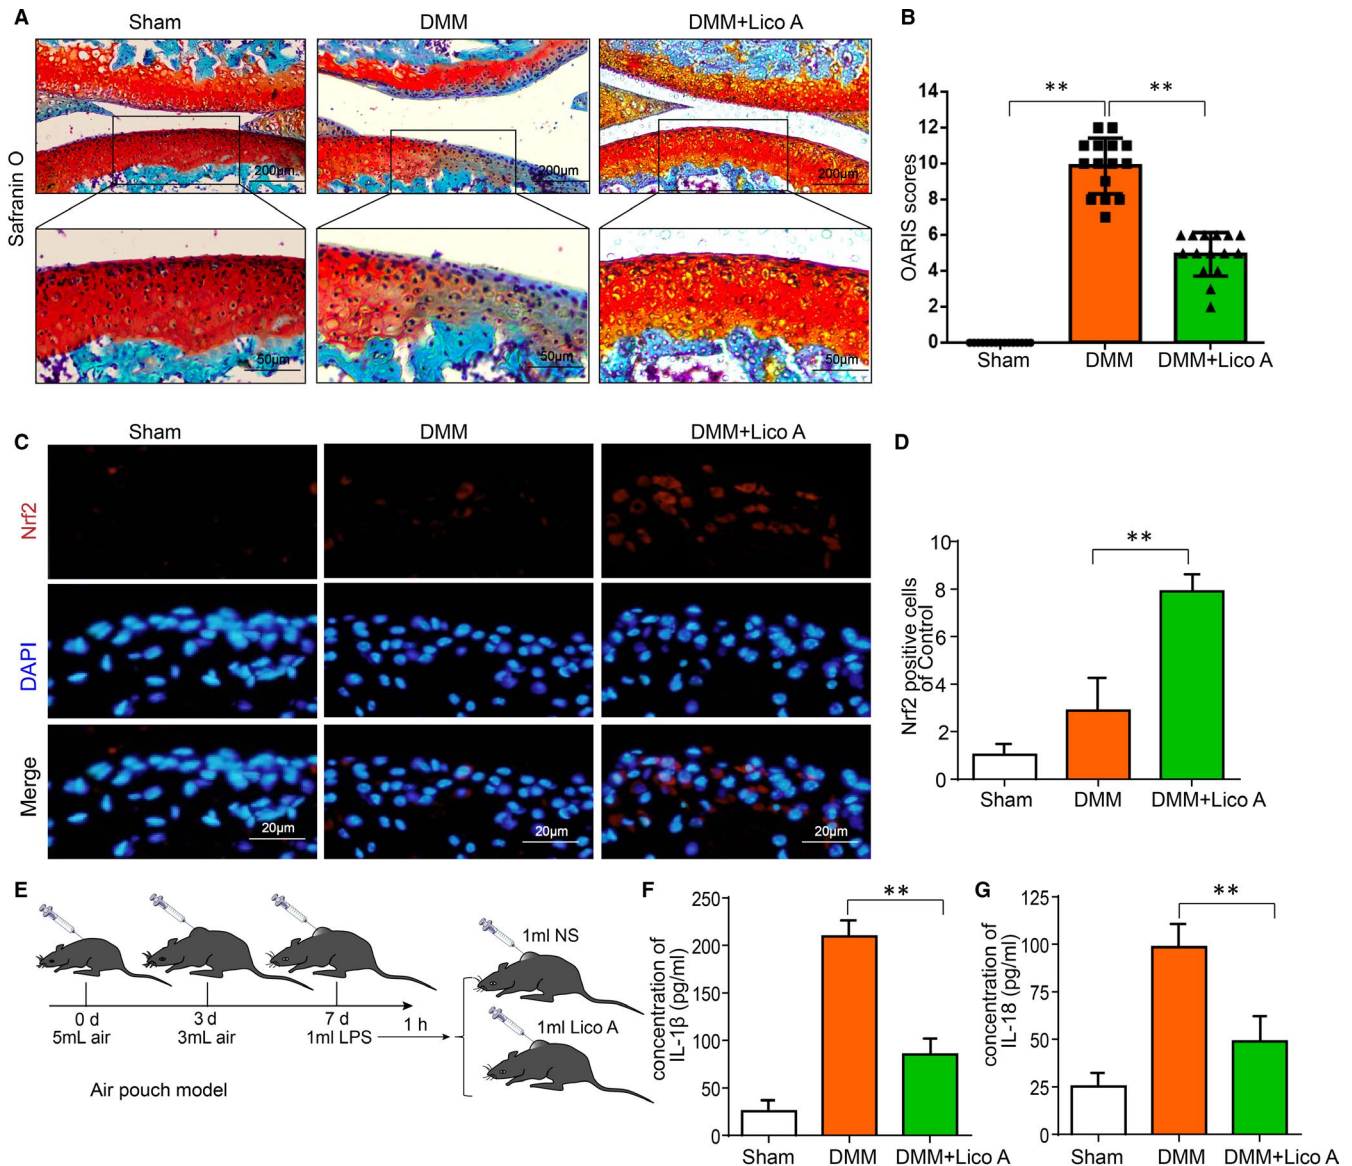 A
Sham
DMM
DMM+Lico A
Safranin O
200μm
200μm
200μm
50μm
50μm
50μm
B
OARIS scores
14
12
10
8
6
4
2
0
** **
Sham
DMM
DMM+Lico A
C
Sham
DMM
DMM+Lico A
Nrf2
DAPI
Merge
20μm
20μm
20μm
D
Nrf2 positive cells
of Control
10
8
6
4
2
0
**
Sham
DMM
DMM+Lico A
E
0 d
5mL air
3 d
3mL air
7 d
1ml LPS
1 h
1ml NS
1ml Lico A
Air pouch model
F
concentration of
IL-1β (pg/ml)
250
200
150
100
50
0
**
Sham
DMM
DMM+Lico A
G
concentration of
IL-18 (pg/ml)
125
100
75
50
25
0
**
Sham
DMM
DMM+Lico A